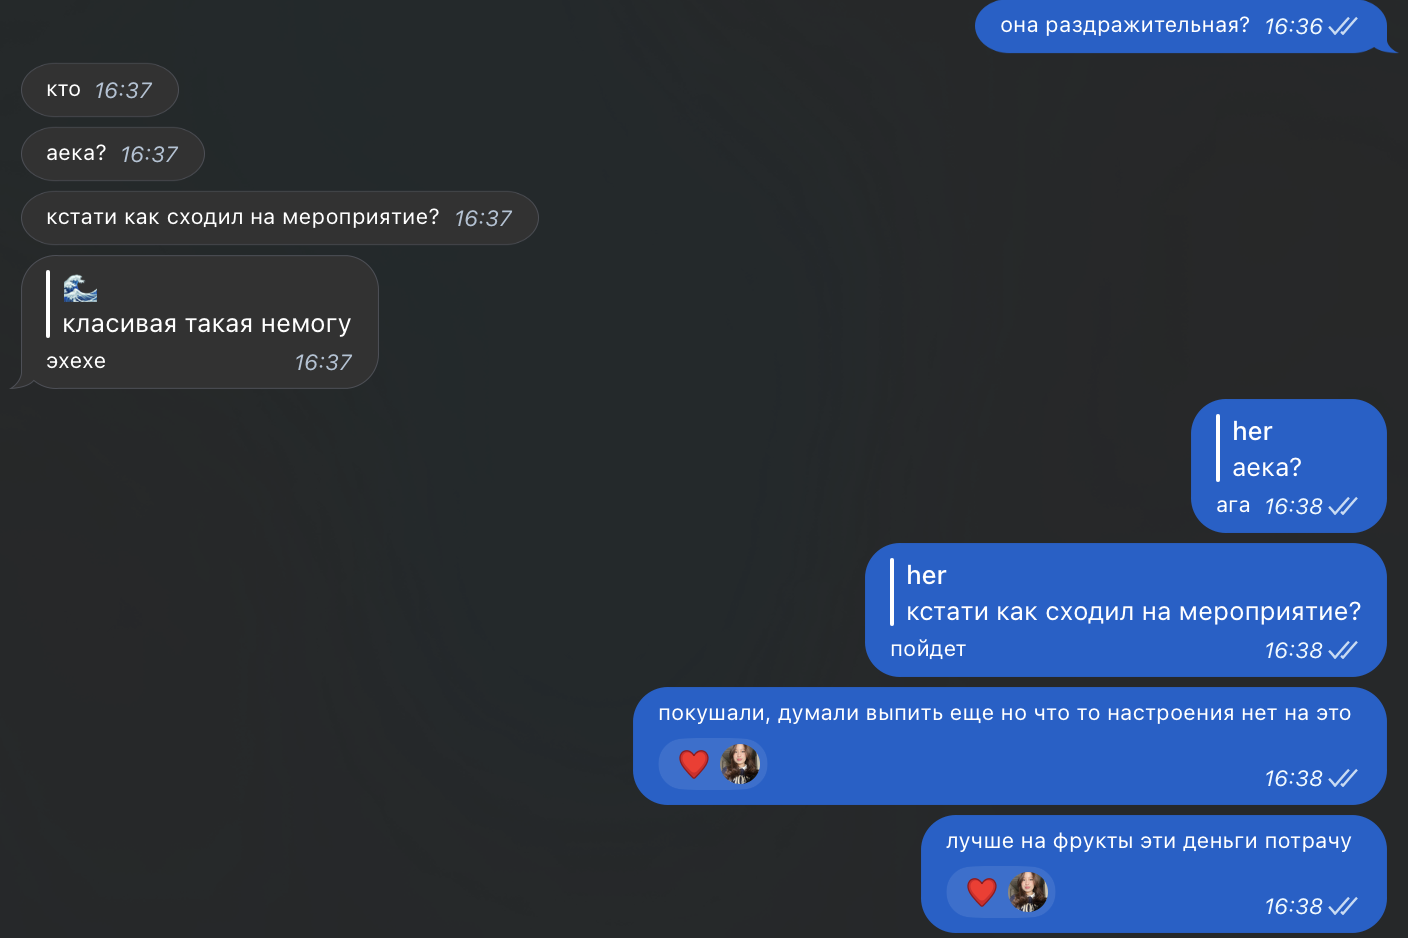 она раздражительная? 16:36
кто 16:37
аека? 16:37
кстати как сходил на мероприятие? 16:37
🌊
класивая такая немогу
эхехе 16:37
her
аека?
ага 16:38
her
кстати как сходил на мероприятие?
пойдет 16:38
покушали, думали выпить еще но что то настроения нет на это
16:38
лучше на фрукты эти деньги потрачу
16:38